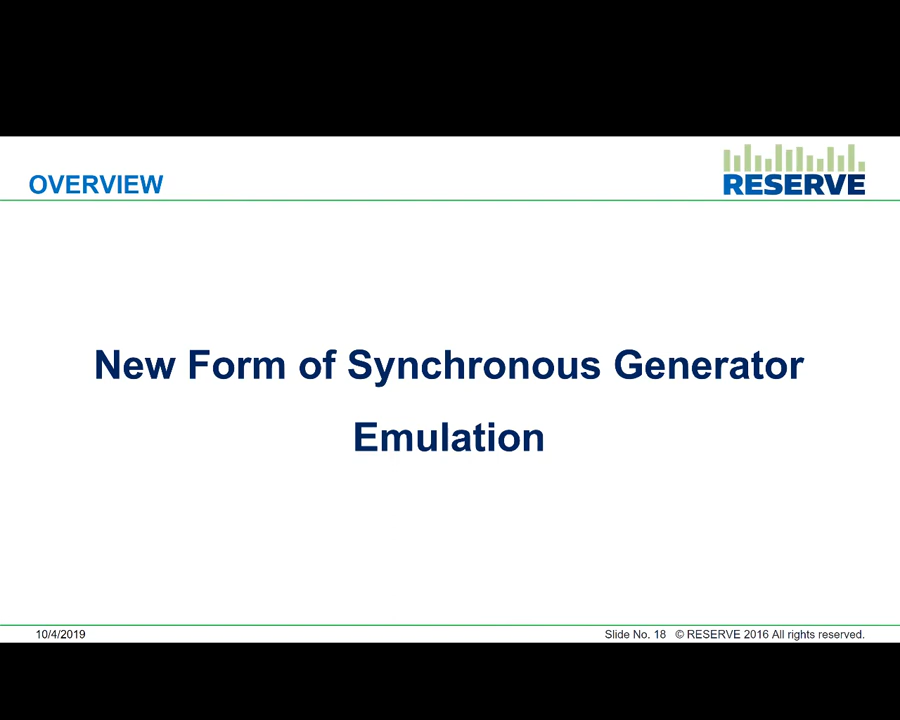 OVERVIEW
RESERVE
New Form of Synchronous Generator
Emulation
10/4/2019
Slide No. 18 © RESERVE 2016 All rights reserved.